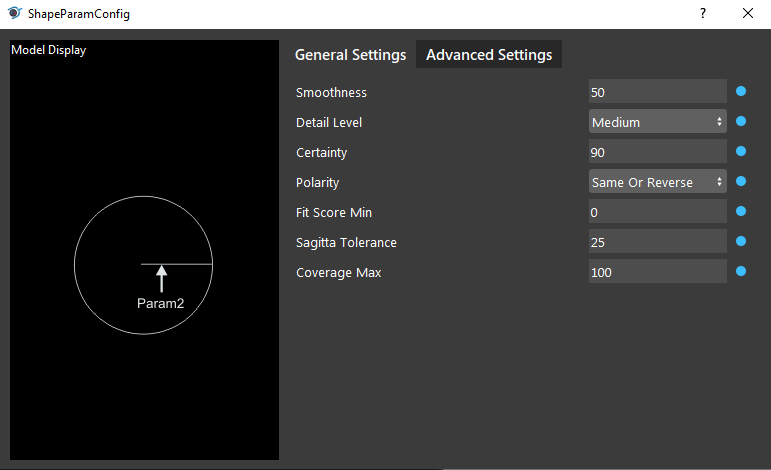 ShapeParamConfig ?
Model Display
Param2
General Settings Advanced Settings
Smoothness 50
Detail Level Medium
Certainty 90
Polarity Same Or Reverse
Fit Score Min 0
Sagitta Tolerance 25
Coverage Max 100